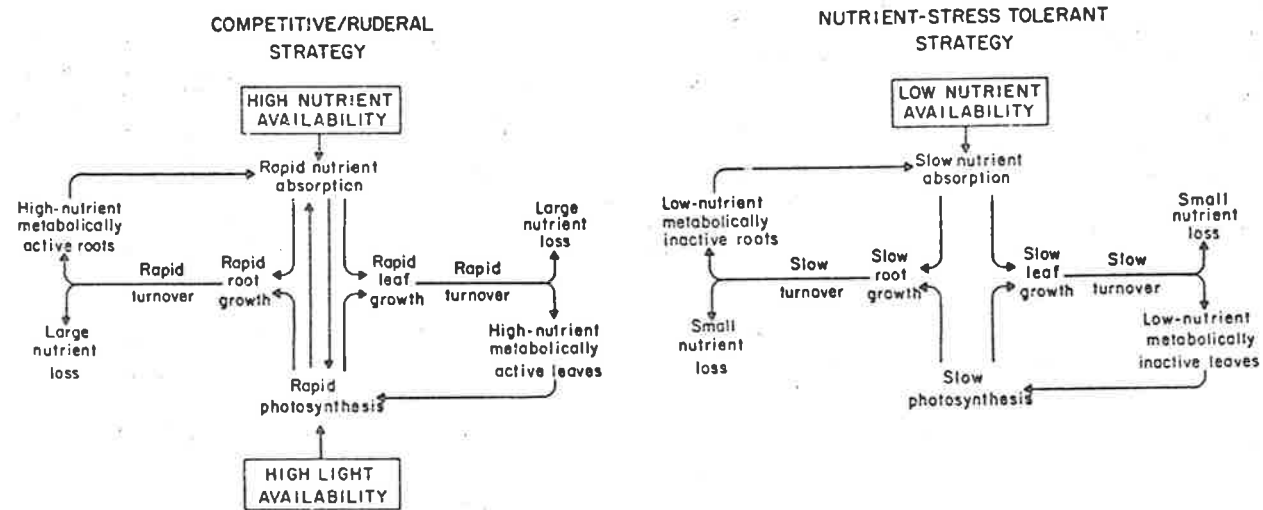 COMPETITIVE/RUDERAL
STRATEGY
HIGH NUTRIENT
AVAILABILITY
Rapid nutrient
absorption
High-nutrient
metabolically
active roots
Large
nutrient
loss
Rapid
turnover
Rapid
root
growth
Rapid
leaf
growth
Rapid
turnover
Large
nutrient
loss
High-nutrient
metabolically
active leaves
Rapid
photosynthesis
HIGH LIGHT
AVAILABILITY
NUTRIENT-STRESS TOLERANT
STRATEGY
LOW NUTRIENT
AVAILABILITY
Slow nutrient
absorption
Low-nutrient
metabolically
inactive roots
Small
nutrient
loss
Slow
turnover
Slow
root
growth
Slow
leaf
growth
Slow
turnover
Small
nutrient
loss
Low-nutrient
metabolically
inactive leaves
Slow
photosynthesis